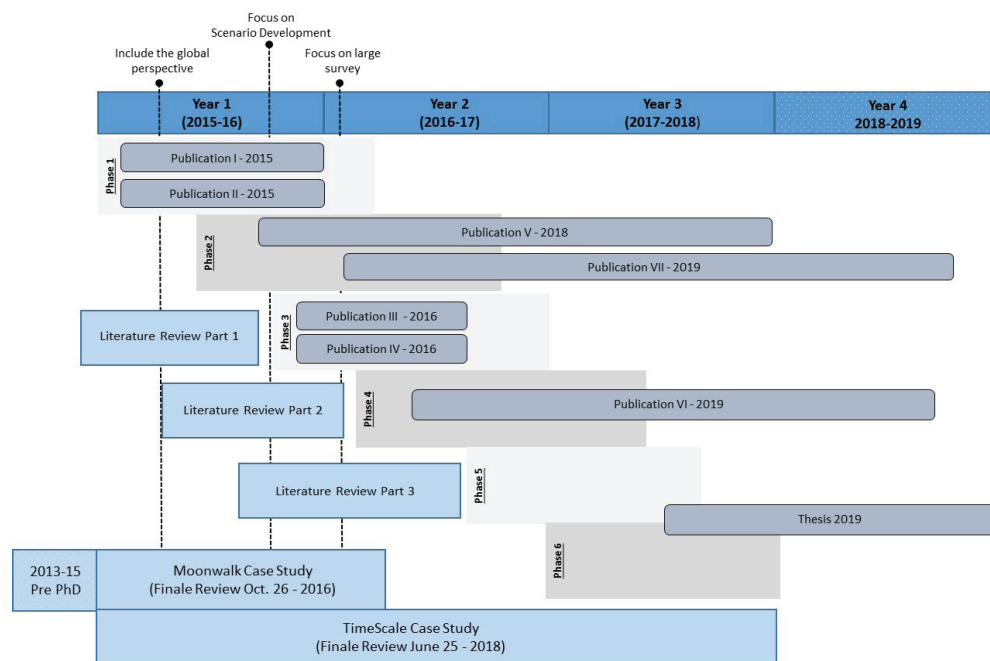 Focus on
Scenario Development
Include the global
perspective
Focus on large
survey
Year 1
(2015-16)
Year 2
(2016-17)
Year 3
(2017-2018)
Year 4
2018-2019
Phase 1
Publication I - 2015
Publication II - 2015
Phase 2
Publication V - 2018
Publication VII - 2019
Literature Review Part 1
Phase 3
Publication III - 2016
Publication IV - 2016
Literature Review Part 2
Phase 4
Publication VI - 2019
Literature Review Part 3
Phase 5
Thesis 2019
Phase 6
2013-15
Pre PhD
Moonwalk Case Study
(Finale Review Oct. 26 - 2016)
TimeScale Case Study
(Finale Review June 25 - 2018)